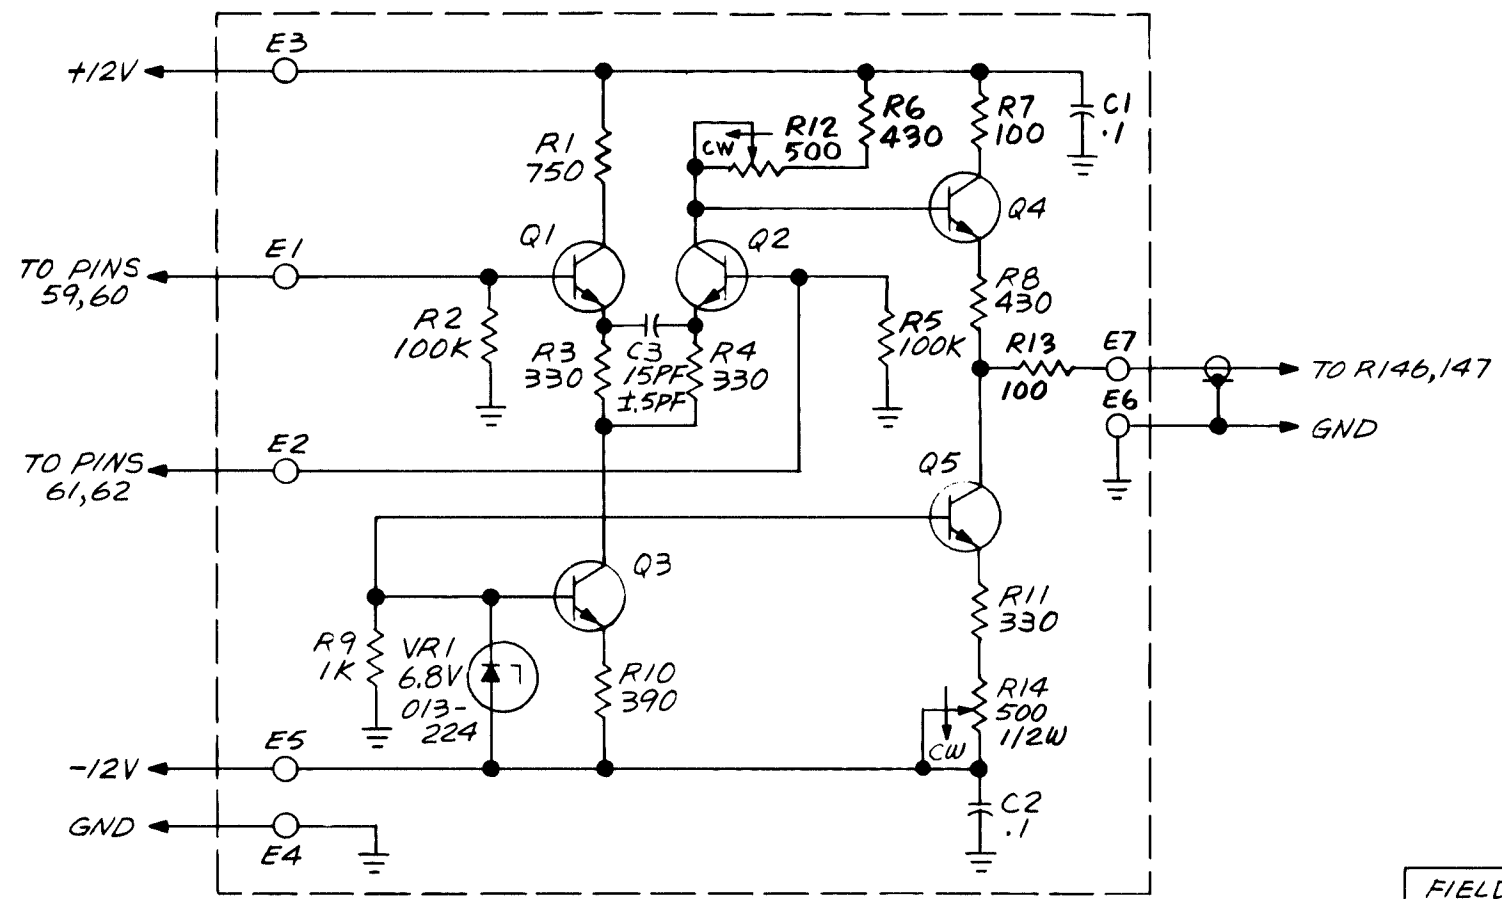 E3
+12V
R1
750
R12
500
CW
R6
430
R7
100
C1
.1
Q1
Q2
Q4
E1
TO PINS
59,60
R2
100K
R3
330
C3
15PF
±.5PF
R4
330
R5
100K
R8
430
R13
100
E7
TO R146,147
E6
GND
E2
TO PINS
61,62
Q5
Q3
R9
1K
VR1
6.8V
013-
224
R10
390
R11
330
R14
500
1/2W
CW
E5
-12V
C2
.1
GND
E4
FIELD